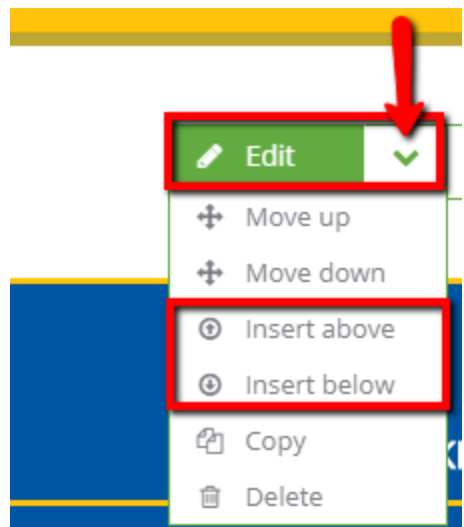 Edit
Move up
Move down
Insert above
Insert below
Copy
Delete